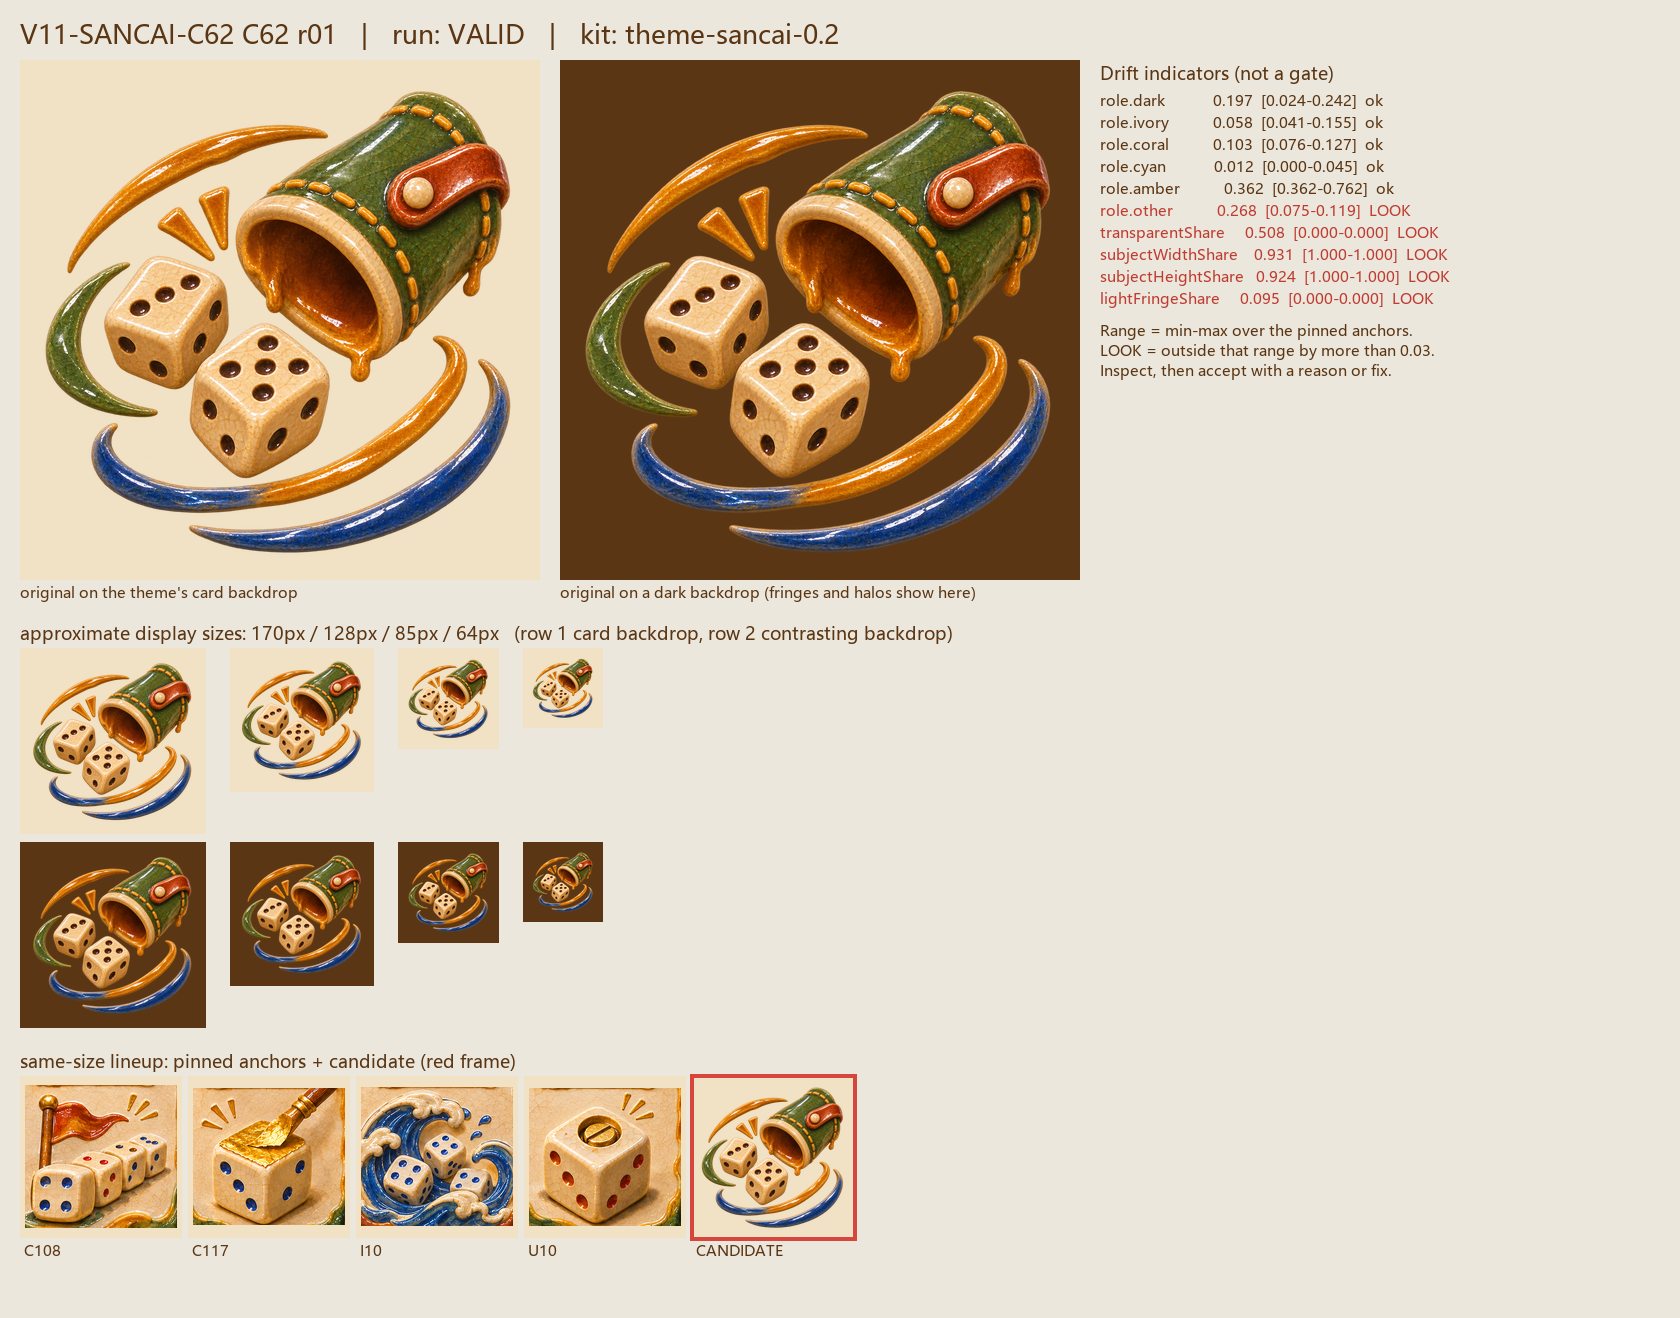 V11-SANCAI-C62 C62 r01 | run: VALID | kit: theme-sancai-0.2
Drift indicators (not a gate)
role.dark 0.197 [0.024-0.242] ok
role.ivory 0.058 [0.041-0.155] ok
role.coral 0.103 [0.076-0.127] ok
role.cyan 0.012 [0.000-0.045] ok
role.amber 0.362 [0.362-0.762] ok
role.other 0.268 [0.075-0.119] LOOK
transparentShare 0.508 [0.000-0.000] LOOK
subjectWidthShare 0.931 [1.000-1.000] LOOK
subjectHeightShare 0.924 [1.000-1.000] LOOK
lightFringeShare 0.095 [0.000-0.000] LOOK
Range = min-max over the pinned anchors.
LOOK = outside that range by more than 0.03.
Inspect, then accept with a reason or fix.
original on the theme's card backdrop
original on a dark backdrop (fringes and halos show here)
approximate display sizes: 170px / 128px / 85px / 64px (row 1 card backdrop, row 2 contrasting backdrop)
same-size lineup: pinned anchors + candidate (red frame)
C108
C117
I10
U10
CANDIDATE